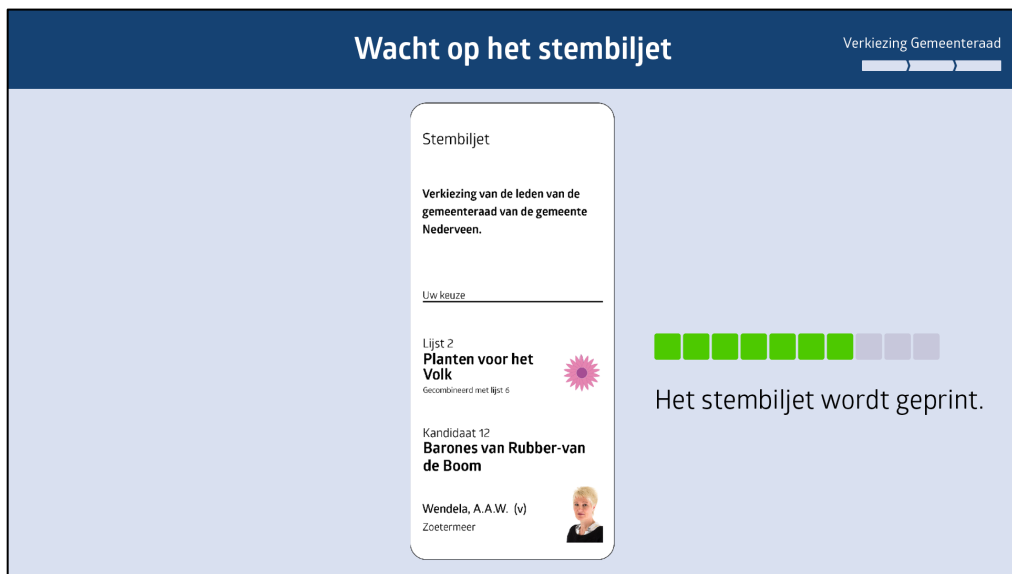 Wacht op het stembiljet
Verkiezing Gemeenteraad
Stembiljet
Verkiezing van de leden van de
gemeenteraad van de gemeente
Nederveen.
Uw keuze
Lijst 2
Planten voor het
Volk
Gecombineerd met lijst 6
Kandidaat 12
Barones van Rubber-van
de Boom
Wendela, A.A.W. (v)
Zoetermeer
Het stembiljet wordt geprint.